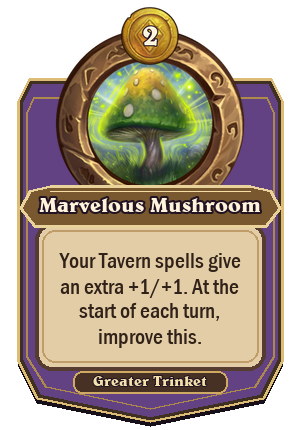 2
Marvelous Mushroom
Your Tavern spells give
an extra +1/+1. At the
start of each turn,
improve this.
Greater Trinket